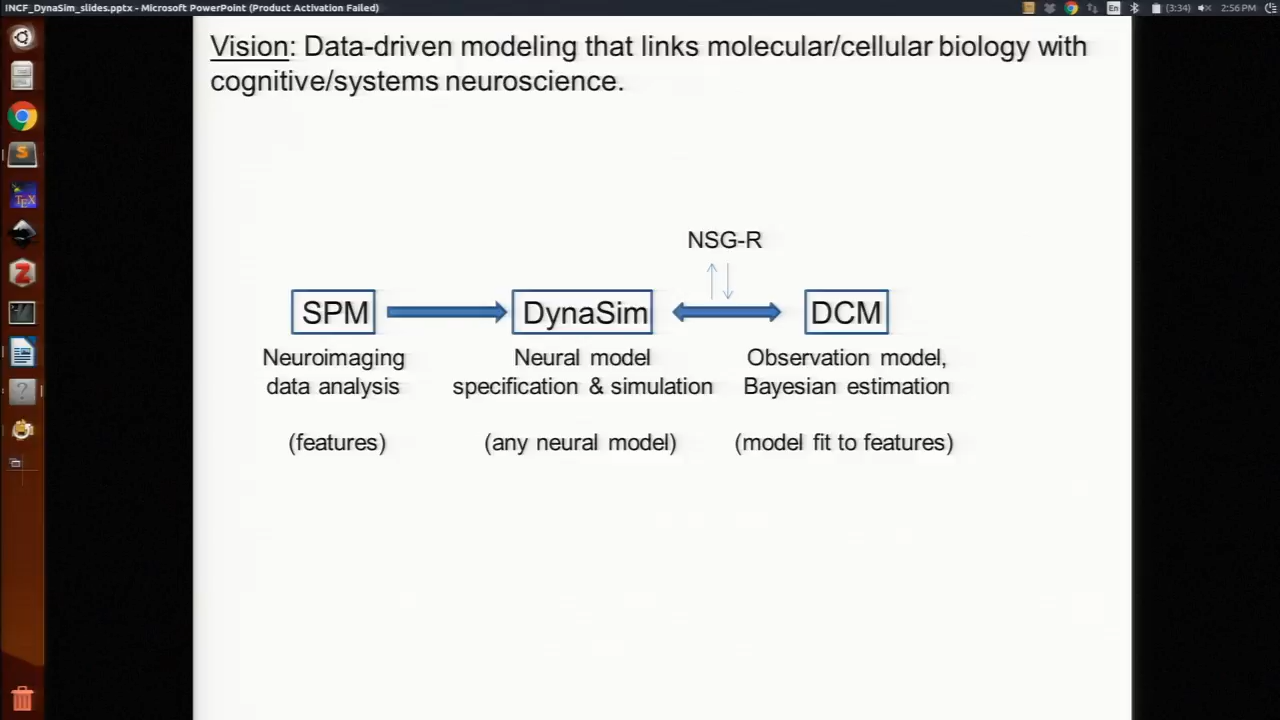 INCF_DynaSim_slides.pptx - Microsoft PowerPoint (Product Activation Failed)
En
(3:34)
2:56 PM
Vision: Data-driven modeling that links molecular/cellular biology with
cognitive/systems neuroscience.
NSG-R
SPM
DynaSim
DCM
Neuroimaging
data analysis
Neural model
specification & simulation
Observation model,
Bayesian estimation
(features)
(any neural model)
(model fit to features)
S
TEX
Z
?